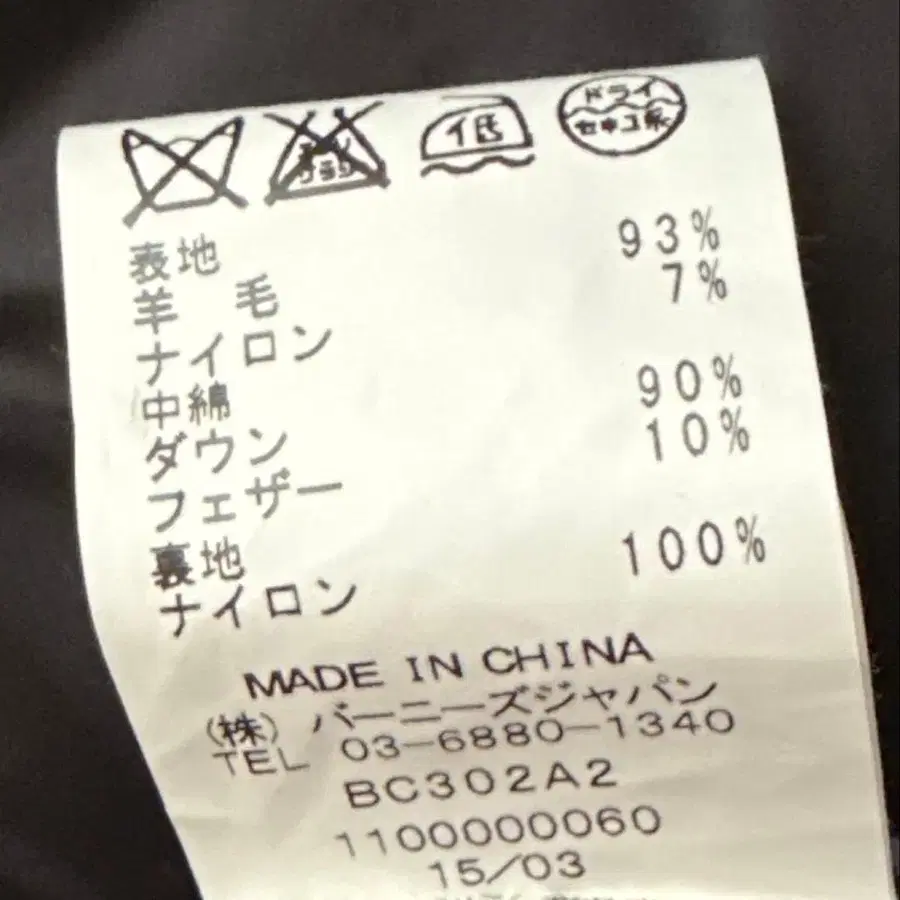 イ低
ドライ
セキユ系
表地
羊 毛 93%
ナイロン 7%
中綿
ダウン 90%
フェザー 10%
裏地
ナイロン 100%
MADE IN CHINA
(株) バーニーズジャパン
TEL 03-6880-1340
BC302A2
1100000060
15/03